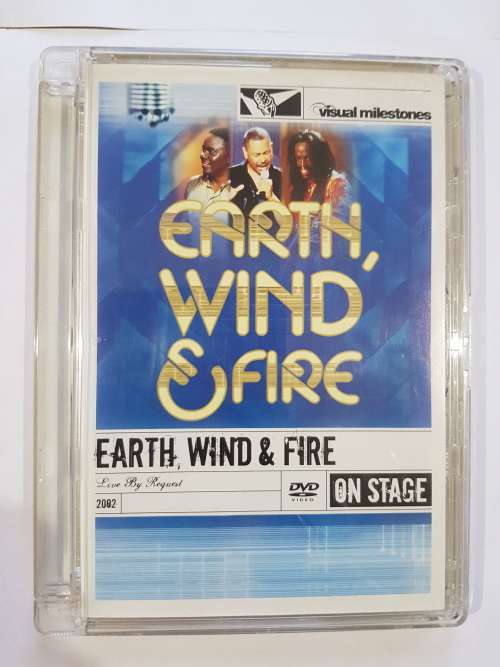 visual milestones
EARTH,
WIND
& FIRE
EARTH, WIND & FIRE
Live By Request
2002
DVD
VIDEO
ON STAGE